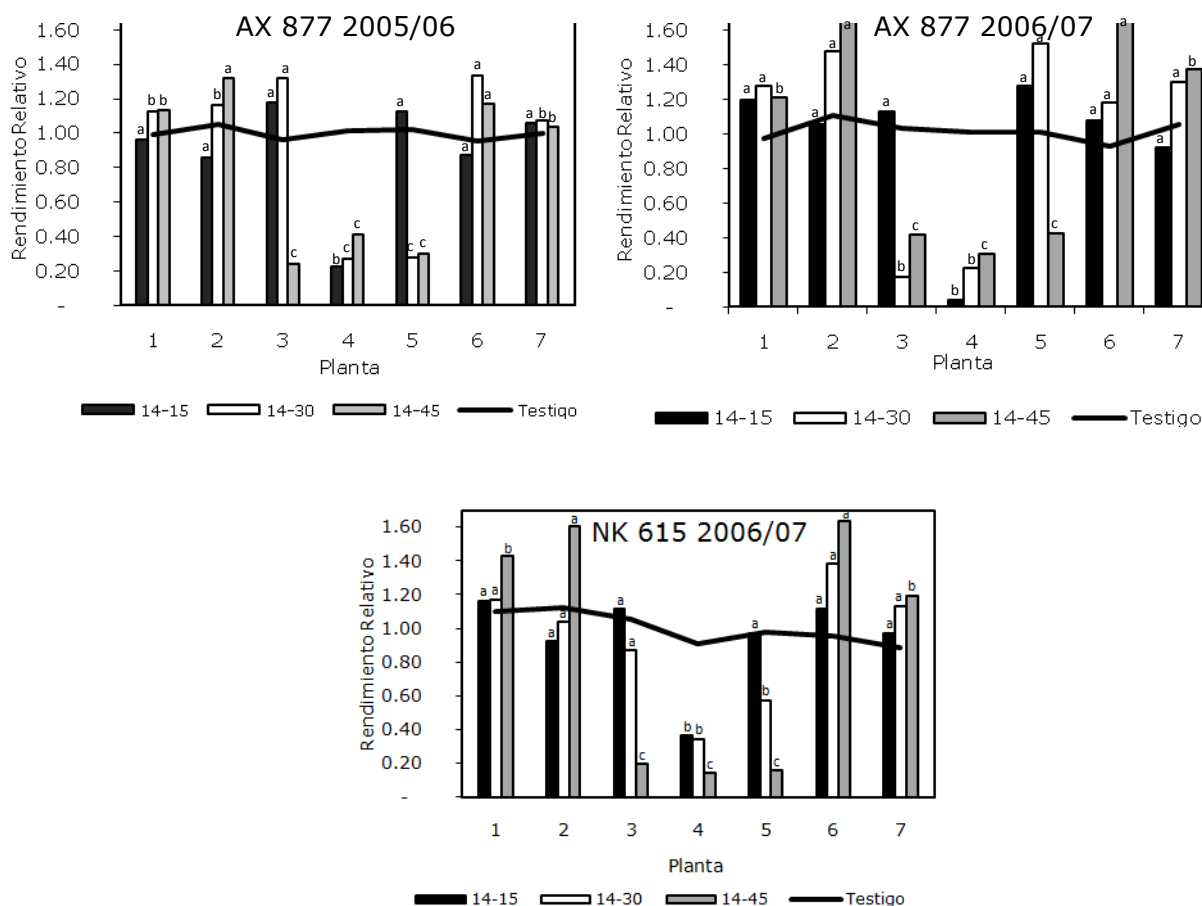 AX 877 2005/06
1.60
1.40
1.20
1.00
0.80
0.60
0.40
0.20
-
Rendimiento Relativo
a b b
a b a
a a c
b c c
a c c
a a a
a b b
1 2 3 4 5 6 7
Planta
14-15 14-30 14-45 Testigo
AX 877 2006/07
1.60
1.40
1.20
1.00
0.80
0.60
0.40
0.20
-
Rendimiento Relativo
a a b
a a a
a b c
b b b
a a c
a a a
a a b
1 2 3 4 5 6 7
Planta
14-15 14-30 14-45 Testigo
NK 615 2006/07
1.60
1.40
1.20
1.00
0.80
0.60
0.40
0.20
-
Rendimiento Relativo
a a b
a a a
a a c
b b c
a b c
a a a
a a b
1 2 3 4 5 6 7
Planta
14-15 14-30 14-45 Testigo